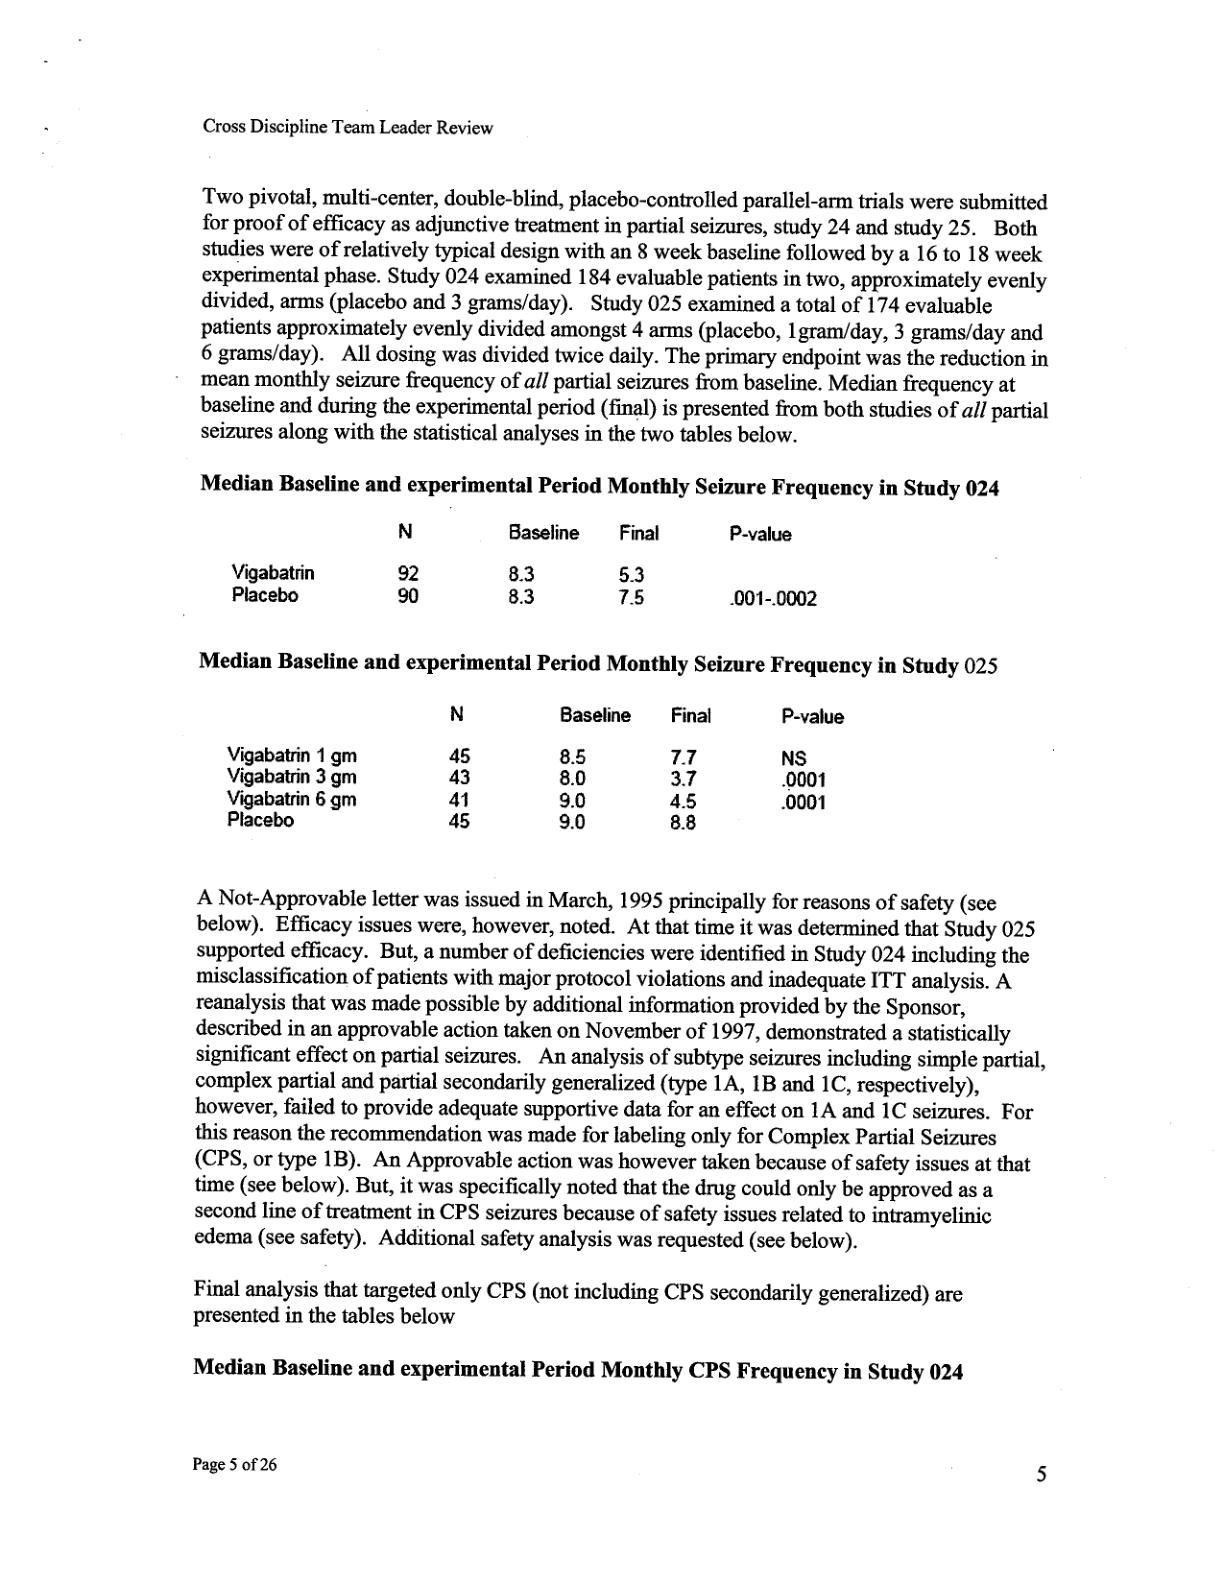 Cross Discipline Team Leader Review
Two pivotal, multi-center, double-blind, placebo-controlled parallel-arm trials were submitted
for proof of efficacy as adjunctive treatment in partial seizures, study 24 and study 25. Both
studies were of relatively typical design with an 8 week baseline followed by a 16 to 18 week
experimental phase. Study 024 examined 184 evaluable patients in two, approximately evenly
divided, arms (placebo and 3 grams/day). Study 025 examined a total of 174 evaluable
patients approximately evenly divided amongst 4 arms (placebo, 1gram/day, 3 grams/day and
6 grams/day). All dosing was divided twice daily. The primary endpoint was the reduction in
mean monthly seizure frequency of all partial seizures from baseline. Median frequency at
baseline and during the experimental period (final) is presented from both studies of all partial
seizures along with the statistical analyses in the two tables below.
Median Baseline and experimental Period Monthly Seizure Frequency in Study 024
N Baseline Final P-value
Vigabatrin 92 8.3 5.3
Placebo 90 8.3 7.5 .001-.0002
Median Baseline and experimental Period Monthly Seizure Frequency in Study 025
N Baseline Final P-value
Vigabatrin 1 gm 45 8.5 7.7 NS
Vigabatrin 3 gm 43 8.0 3.7 .0001
Vigabatrin 6 gm 41 9.0 4.5 .0001
Placebo 45 9.0 8.8
A Not-Approvable letter was issued in March, 1995 principally for reasons of safety (see
below). Efficacy issues were, however, noted. At that time it was determined that Study 025
supported efficacy. But, a number of deficiencies were identified in Study 024 including the
misclassification of patients with major protocol violations and inadequate ITT analysis. A
reanalysis that was made possible by additional information provided by the Sponsor,
described in an approvable action taken on November of 1997, demonstrated a statistically
significant effect on partial seizures. An analysis of subtype seizures including simple partial,
complex partial and partial secondarily generalized (type 1A, 1B and 1C, respectively),
however, failed to provide adequate supportive data for an effect on 1A and 1C seizures. For
this reason the recommendation was made for labeling only for Complex Partial Seizures
(CPS, or type 1B). An Approvable action was however taken because of safety issues at that
time (see below). But, it was specifically noted that the drug could only be approved as a
second line of treatment in CPS seizures because of safety issues related to intramyelinic
edema (see safety). Additional safety analysis was requested (see below).
Final analysis that targeted only CPS (not including CPS secondarily generalized) are
presented in the tables below
Median Baseline and experimental Period Monthly CPS Frequency in Study 024
Page 5 of 26
5